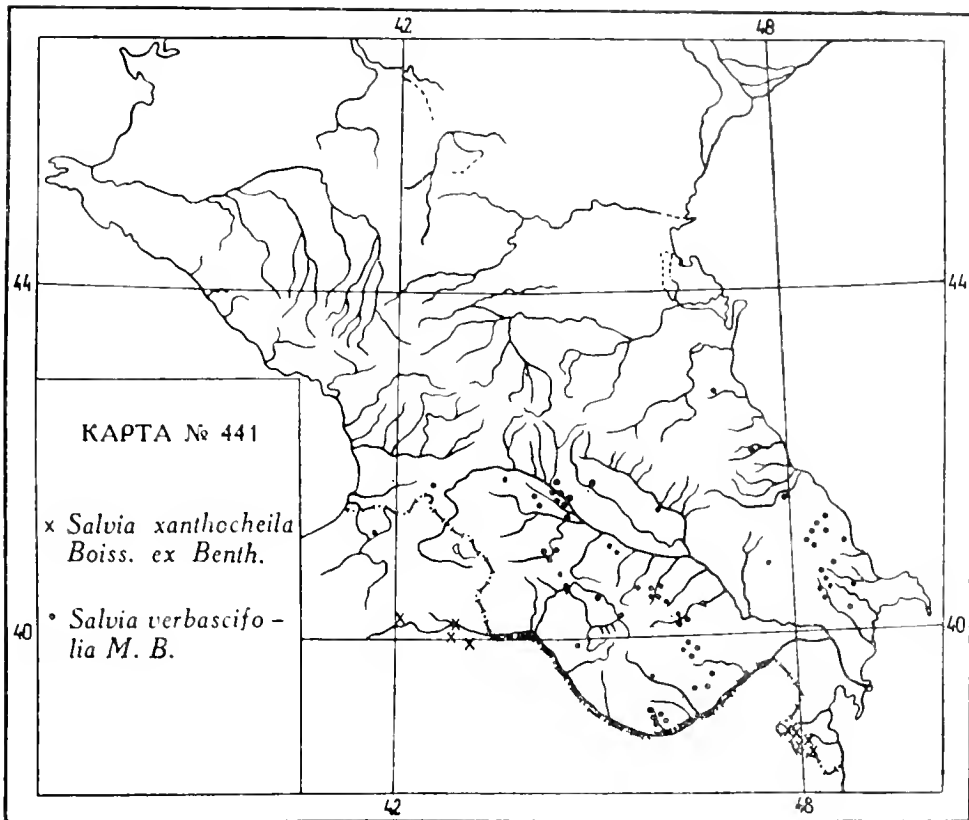 42 48
44 44
КАРТА № 441
x Salvia xanthocheila
Boiss. ex Benth.
• Salvia verbascifo –
lia M. B.
40 40
42 48